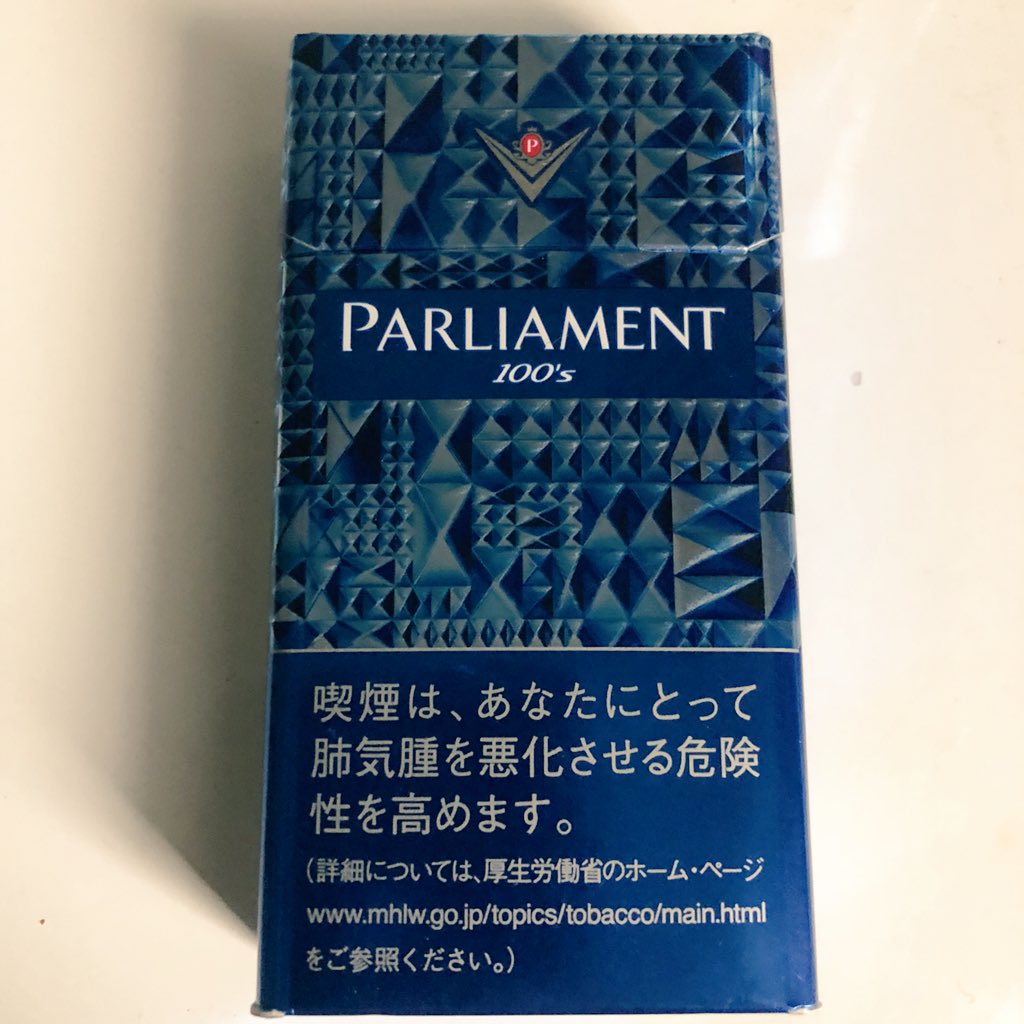 P
PARLIAMENT
100's
喫煙は、あなたにとって
肺気腫を悪化させる危険
性を高めます。
(詳細については、厚生労働省のホーム・ページ
www.mhlw.go.jp/topics/tobacco/main.html
をご参照ください。)